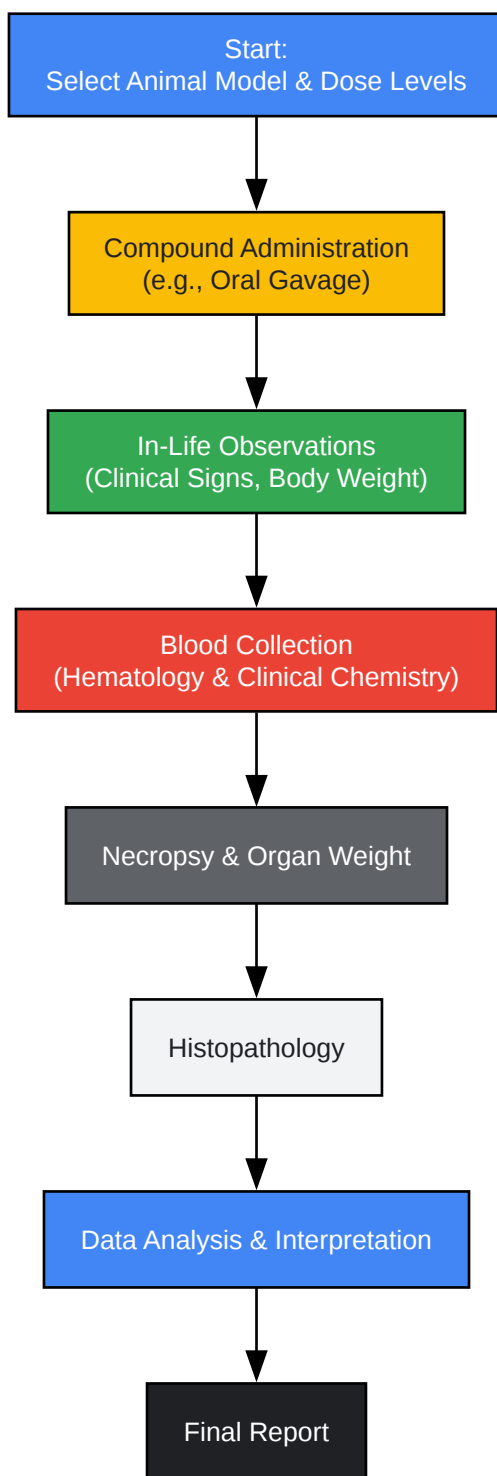 Start:
Select Animal Model & Dose Levels
Compound Administration
(e.g., Oral Gavage)
In-Life Observations
(Clinical Signs, Body Weight)
Blood Collection
(Hematology & Clinical Chemistry)
Necropsy & Organ Weight
Histopathology
Data Analysis & Interpretation
Final Report